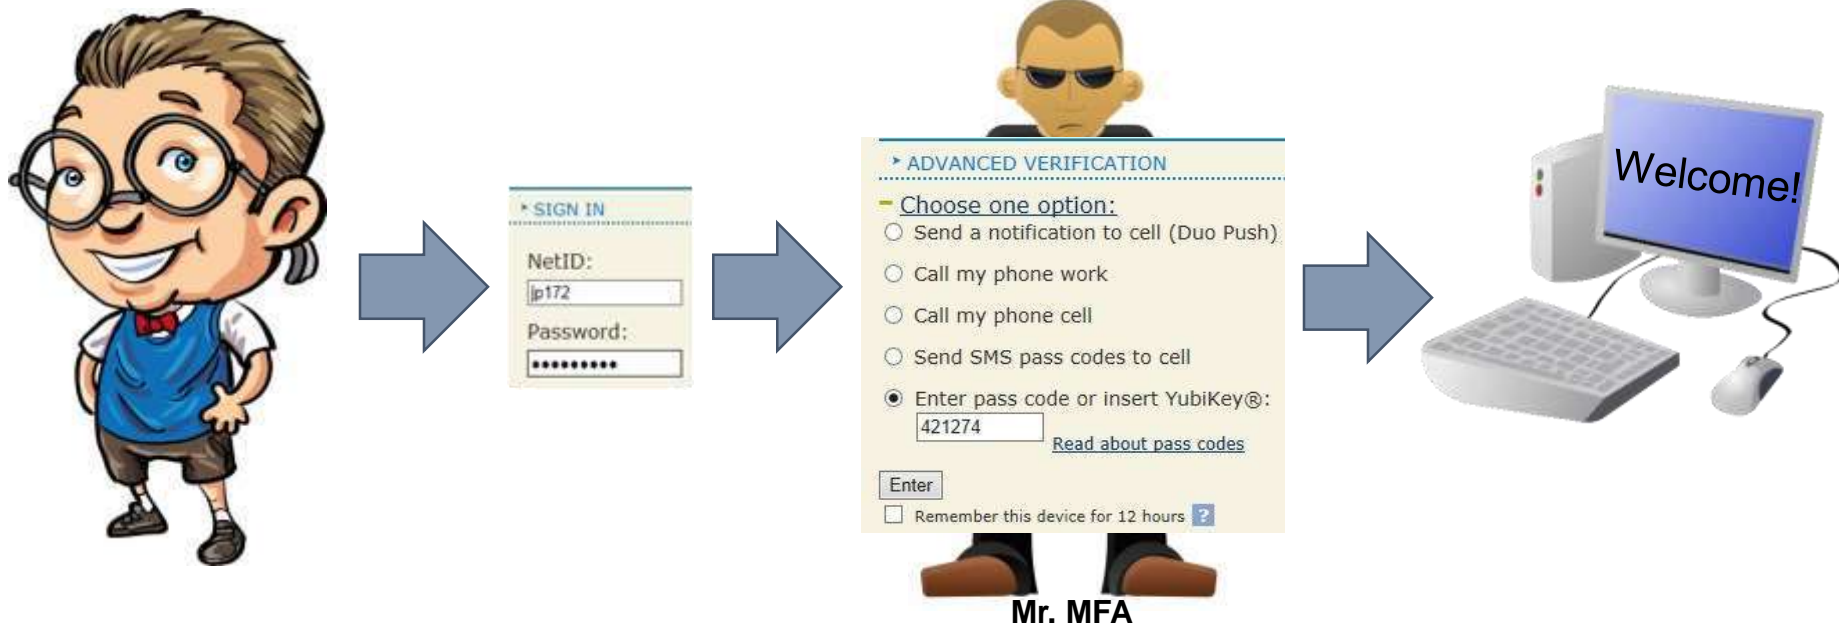 SIGN IN
NetID:
jp172
Password:
•••••••••
ADVANCED VERIFICATION
Choose one option:
Send a notification to cell (Duo Push)
Call my phone work
Call my phone cell
Send SMS pass codes to cell
Enter pass code or insert YubiKey®:
421274
Read about pass codes
Enter
Remember this device for 12 hours ?
Mr. MFA
Welcome!